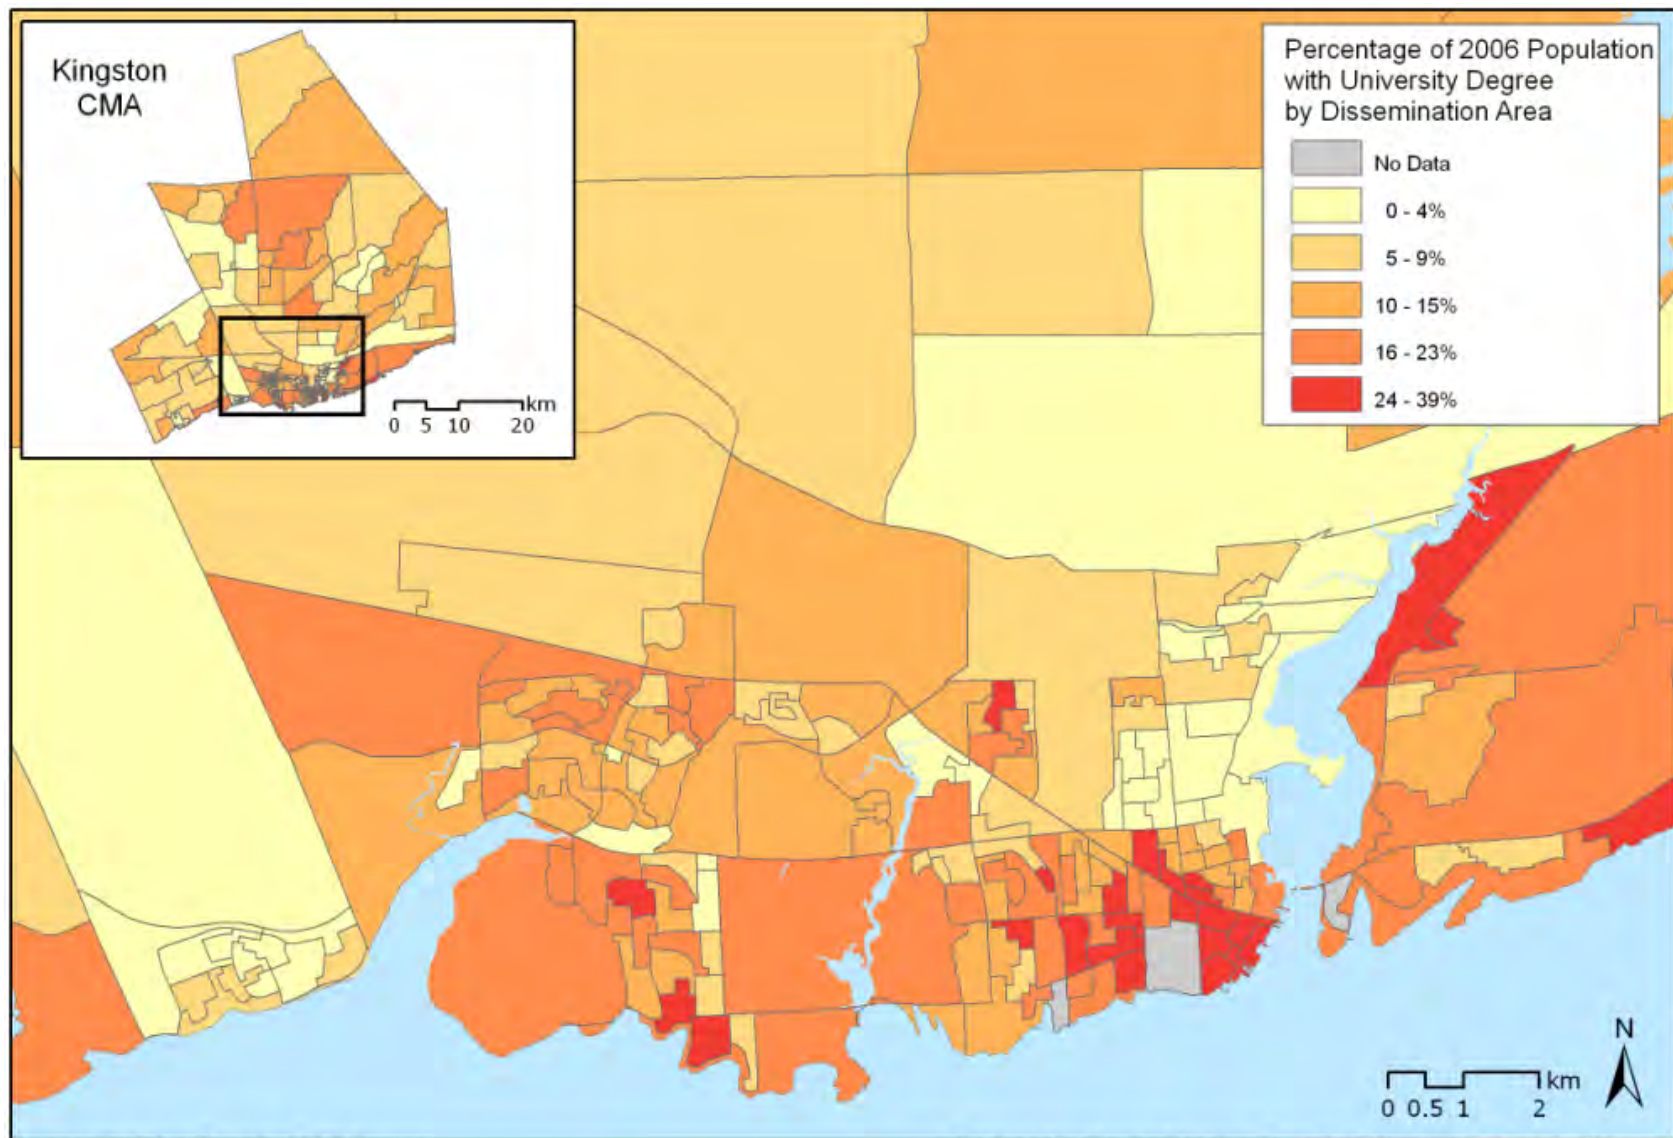 Kingston
CMA
0 5 10 20 km
Percentage of 2006 Population
with University Degree
by Dissemination Area
No Data
0 - 4%
5 - 9%
10 - 15%
16 - 23%
24 - 39%
N
km
0 0.5 1 2